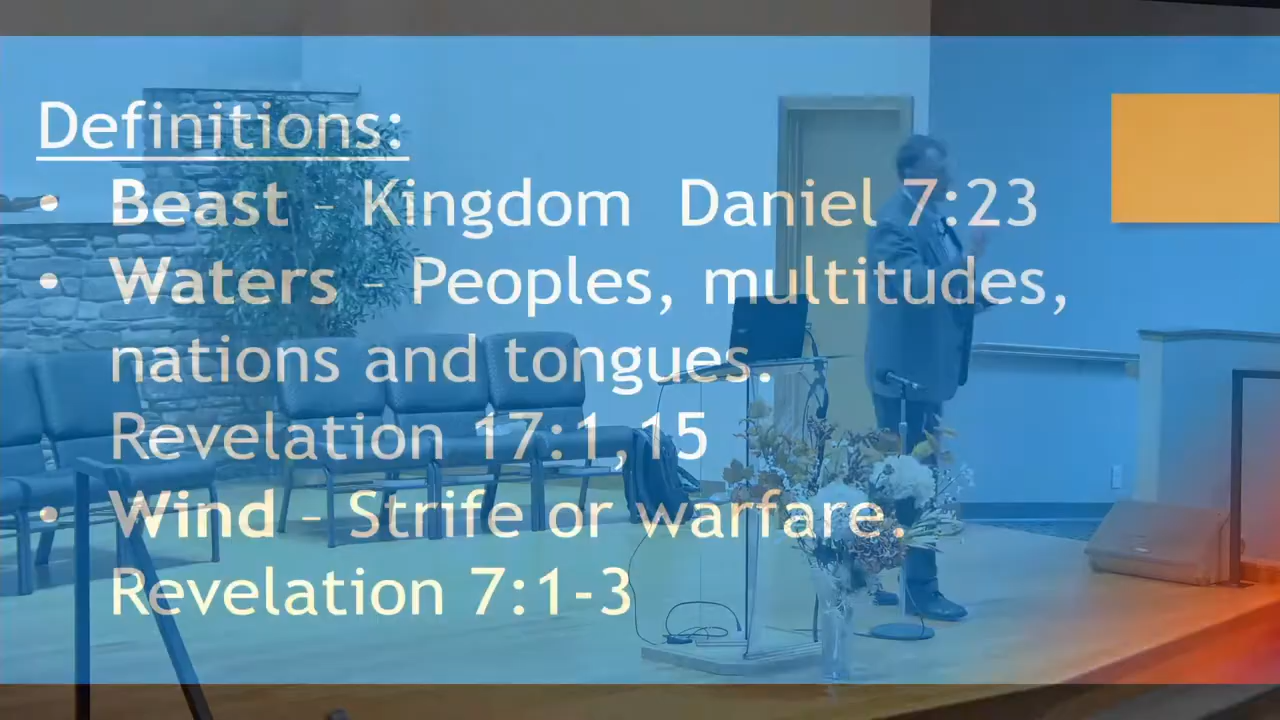 Definitions:
• Beast – Kingdom  Daniel 7:23
• Waters – Peoples, multitudes,
nations and tongues.
Revelation 17:1,15
• Wind – Strife or warfare.
Revelation 7:1-3